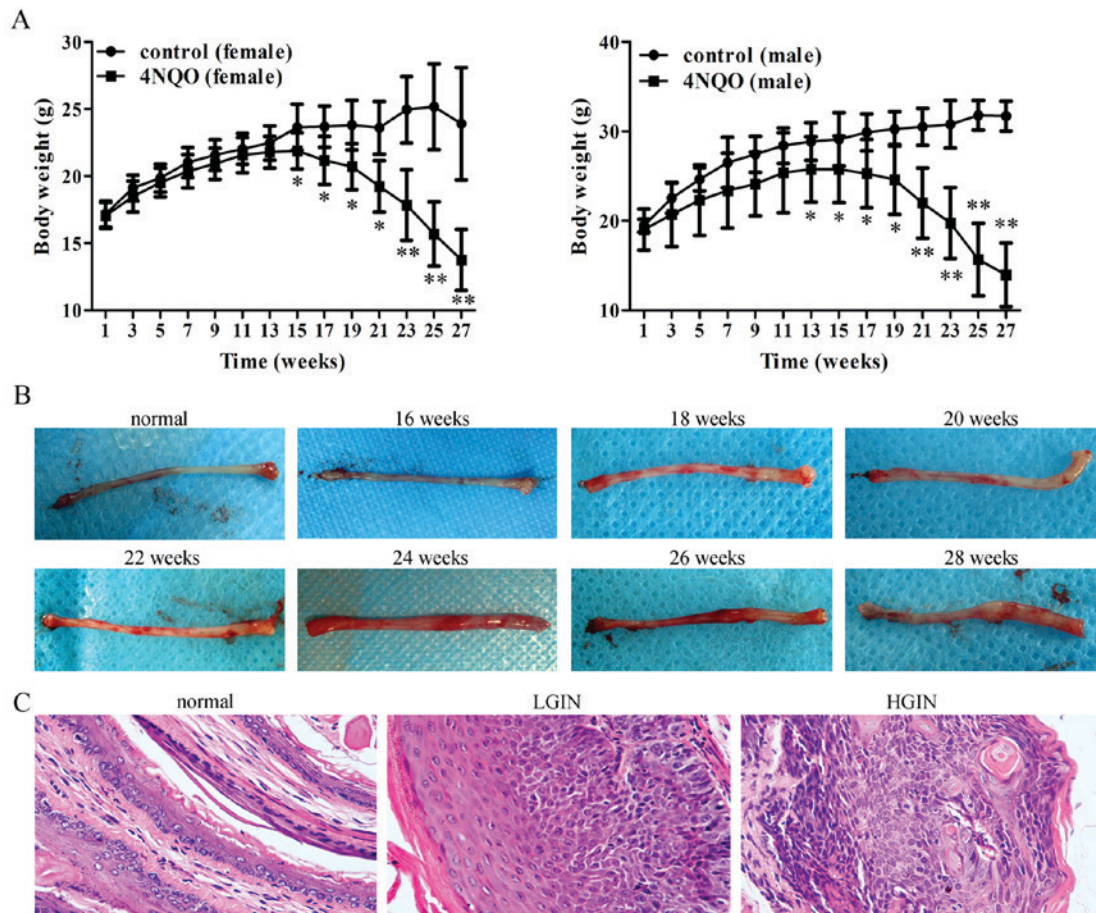 A
control (female)
4NQO (female)
Body weight (g)
30
25
20
15
10
1 3 5 7 9 11 13 15 17 19 21 23 25 27
Time (weeks)
* * * * ** ** **
control (male)
4NQO (male)
Body weight (g)
40
30
20
10
1 3 5 7 9 11 13 15 17 19 21 23 25 27
Time (weeks)
* * * * ** ** ** **
B
normal 16 weeks 18 weeks 20 weeks
22 weeks 24 weeks 26 weeks 28 weeks
C
normal LGIN HGIN